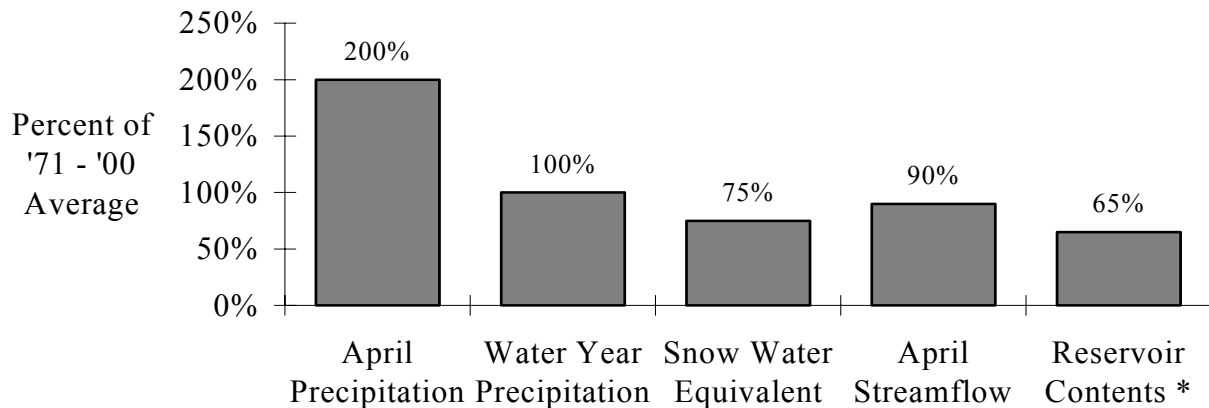 250%
200%
150%
100%
50%
0%
Percent of
'71 - '00
Average
200%
100%
75%
90%
65%
April
Precipitation
Water Year
Precipitation
Snow Water
Equivalent
April
Streamflow
Reservoir
Contents *